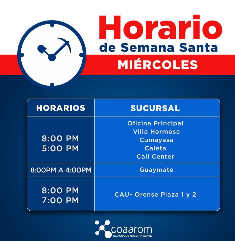 Horario
de Semana Santa
MIÉRCOLES
HORARIOS
SUCURSAL
8:00 PM
5:00 PM
Oficina Principal
Villa Hermosa
Cumayasa
Caleta
Call Center
8:00PM A 4:00PM
Guaymate
8:00 PM
7:00 PM
CAU- Orense Plaza 1 y 2
coaarom